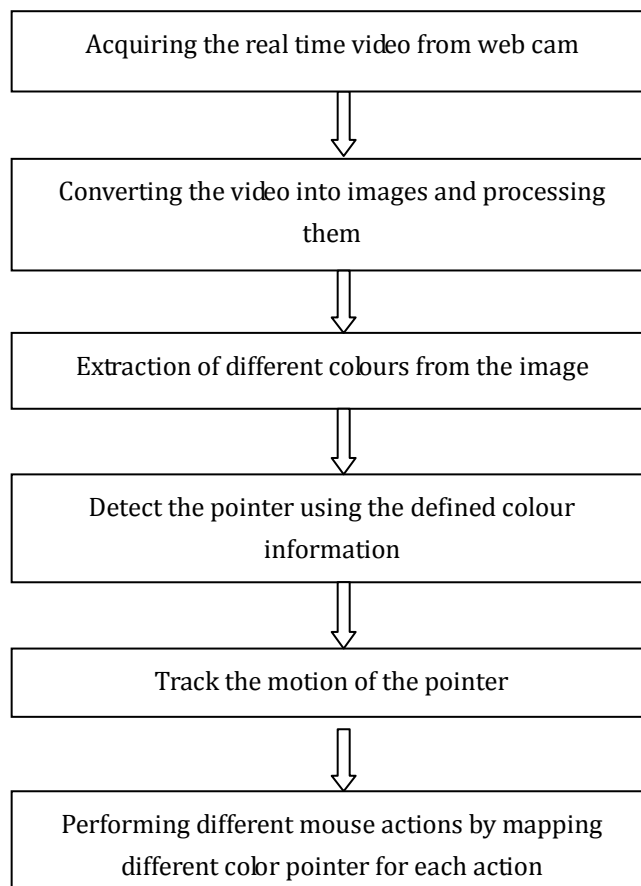 Acquiring the real time video from web cam
Converting the video into images and processing
them
Extraction of different colours from the image
Detect the pointer using the defined colour
information
Track the motion of the pointer
Performing different mouse actions by mapping
different color pointer for each action